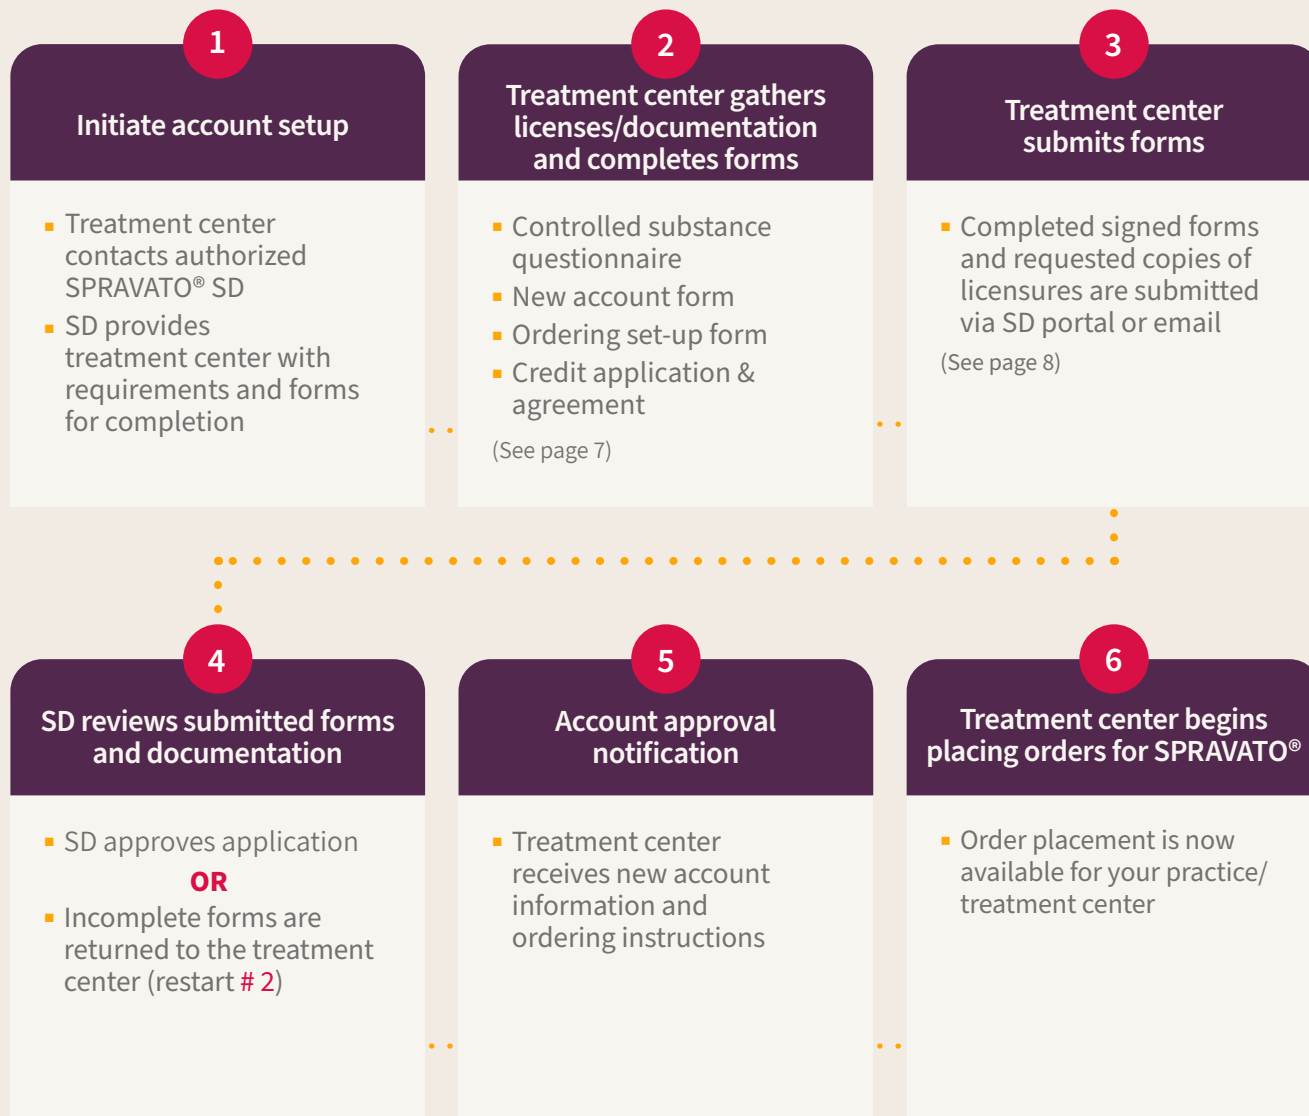 1
Initiate account setup
▪ Treatment center
contacts authorized
SPRAVATO® SD
▪ SD provides
treatment center with
requirements and forms
for completion
2
Treatment center gathers
licenses/documentation
and completes forms
▪ Controlled substance
questionnaire
▪ New account form
▪ Ordering set-up form
▪ Credit application &
agreement
(See page 7)
3
Treatment center
submits forms
▪ Completed signed forms
and requested copies of
licensures are submitted
via SD portal or email
(See page 8)
4
SD reviews submitted forms
and documentation
▪ SD approves application
OR
▪ Incomplete forms are
returned to the treatment
center (restart # 2)
5
Account approval
notification
▪ Treatment center
receives new account
information and
ordering instructions
6
Treatment center begins
placing orders for SPRAVATO®
▪ Order placement is now
available for your practice/
treatment center